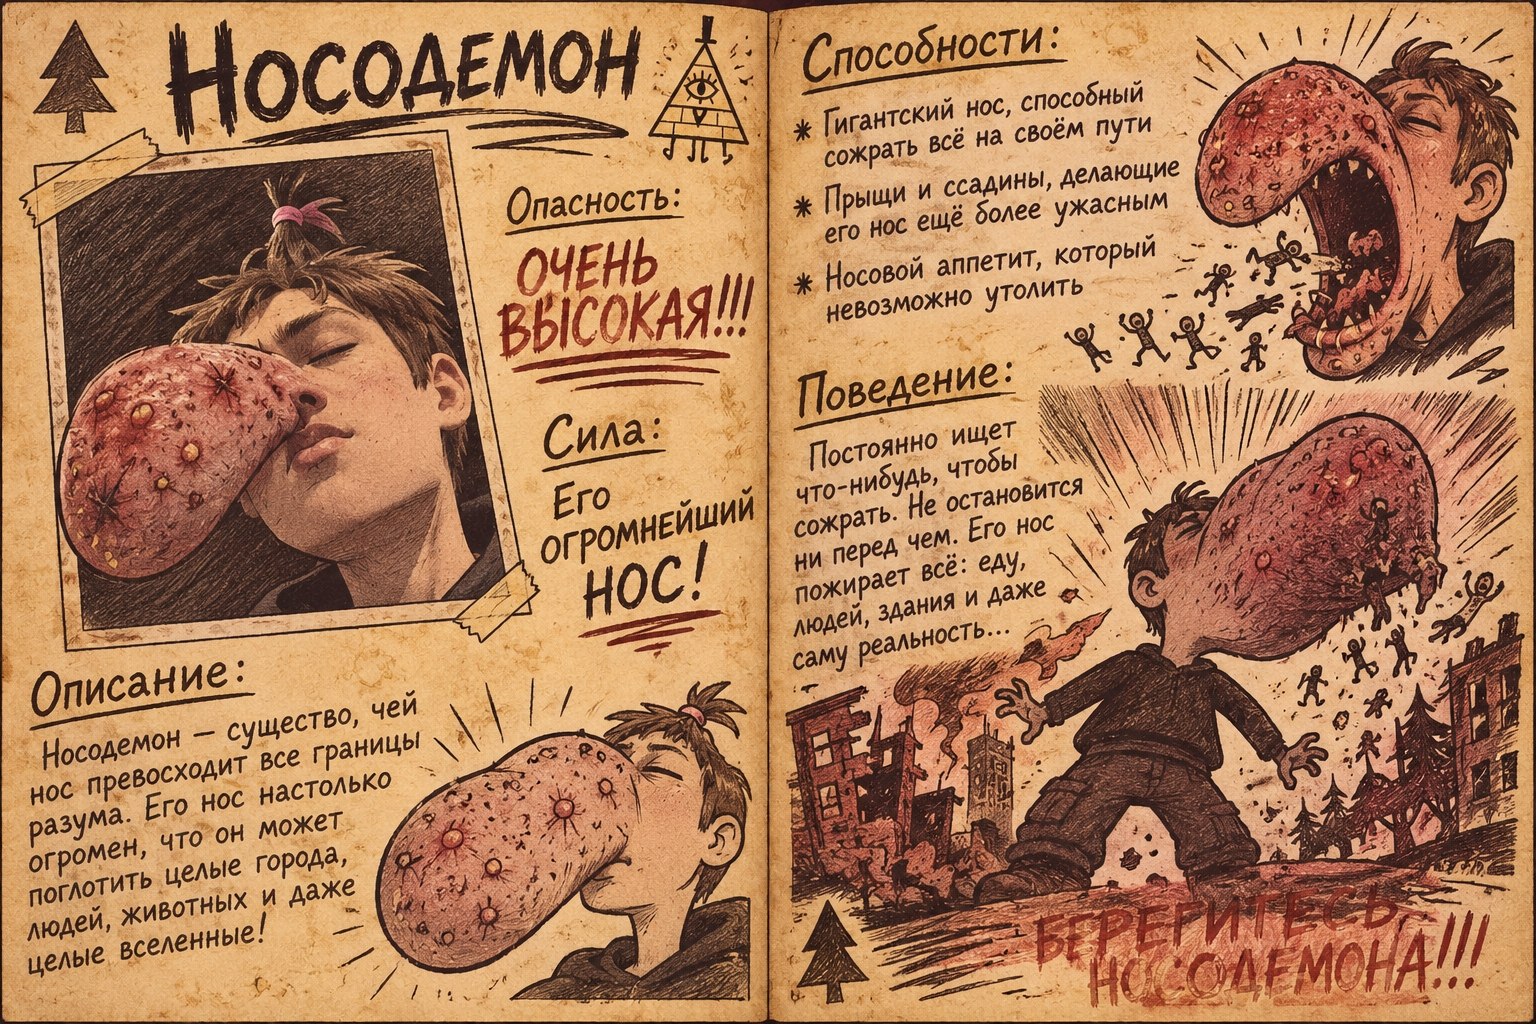 Носодемон
Опасность:
ОЧЕНЬ
ВЫСОКАЯ!!!
Сила:
Его
огромнейший
НОС!
Описание:
Носодемон — существо, чей
нос превосходит все границы
разума. Его нос настолько
огромен, что он может
поглотить целые города,
людей, животных и даже
целые вселенные!
Способности:
* Гигантский нос, способный
сожрать всё на своём пути
* Прыщи и ссадины, делающие
его нос ещё более ужасным
* Носовой аппетит, который
невозможно утолить
Поведение:
Постоянно ищет
что-нибудь, чтобы
сожрать. Не остановится
ни перед чем. Его нос
пожирает всё: еду,
людей, здания и даже
саму реальность...
БЕРЕГИТЕСЬ
НОСОДЕМОНА!!!